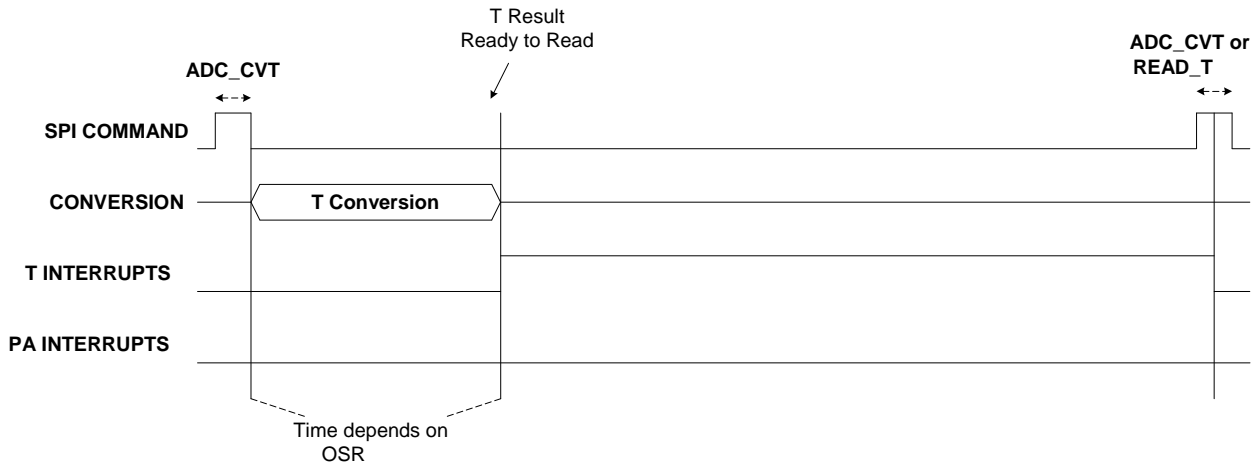 T Result
Ready to Read
ADC_CVT
ADC_CVT or
READ_T
SPI COMMAND
CONVERSION
T Conversion
T INTERRUPTS
PA INTERRUPTS
Time depends on
OSR